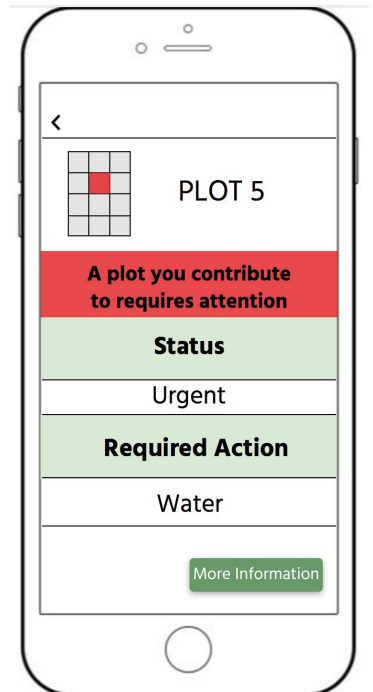 PLOT 5
A plot you contribute
to requires attention
Status
Urgent
Required Action
Water
More Information